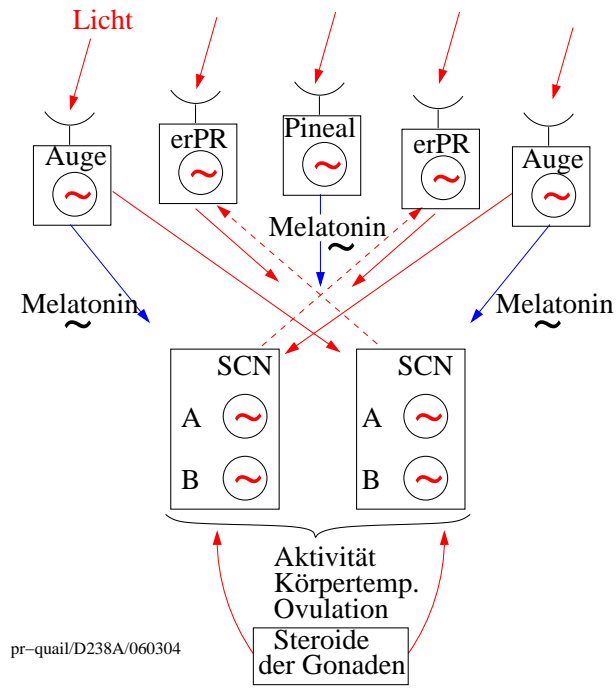 Licht
Auge
erPR
Pineal
erPR
Auge
Melatonin
Melatonin
Melatonin
SCN
SCN
A
A
B
B
Aktivität
Körpertemp.
Ovulation
Steroide
der Gonaden
pr-quail/D238A/060304